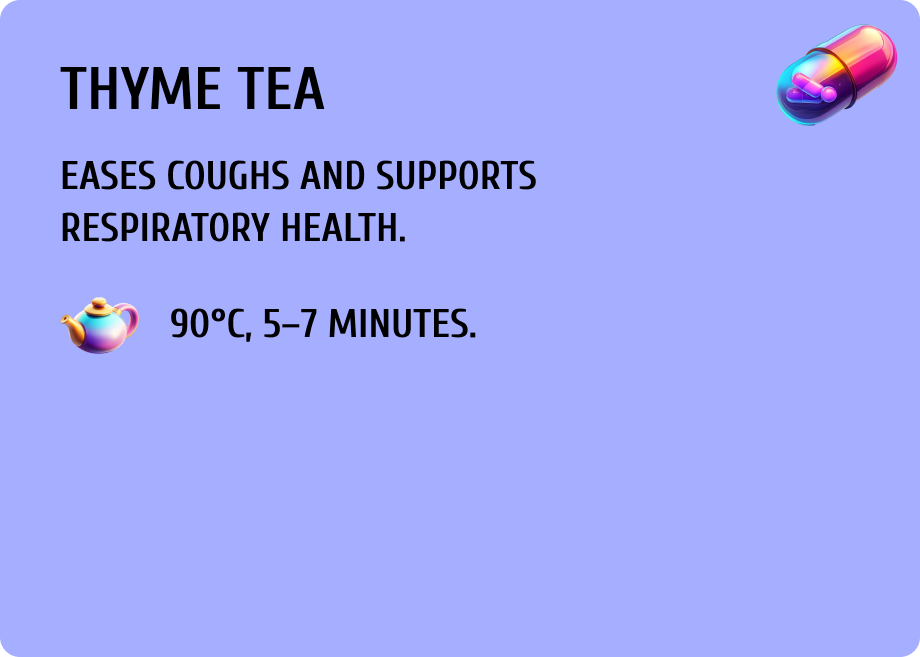 THYME TEA
EASES COUGHS AND SUPPORTS
RESPIRATORY HEALTH.
90°C, 5–7 MINUTES.